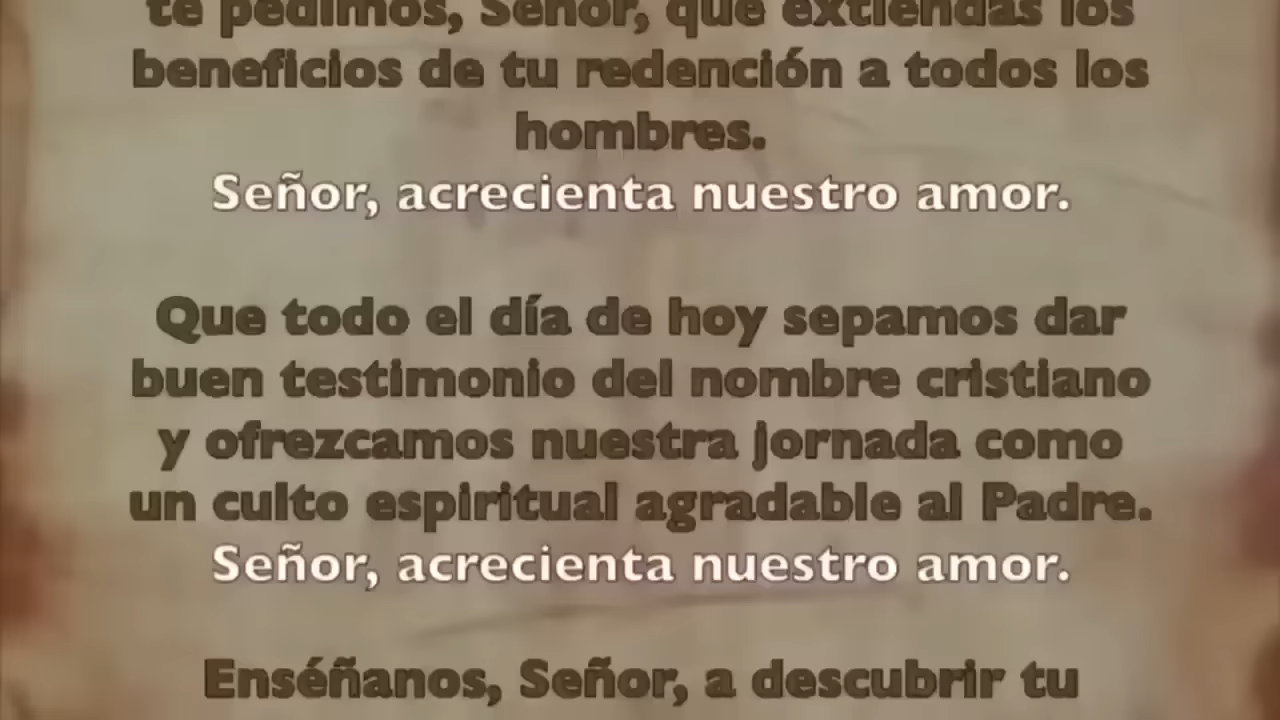 te pedimos, Señor, que extiendas los
beneficios de tu redención a todos los
hombres.
Señor, acrecienta nuestro amor.
Que todo el día de hoy sepamos dar
buen testimonio del nombre cristiano
y ofrezcamos nuestra jornada como
un culto espiritual agradable al Padre.
Señor, acrecienta nuestro amor.
Enséñanos, Señor, a descubrir tu